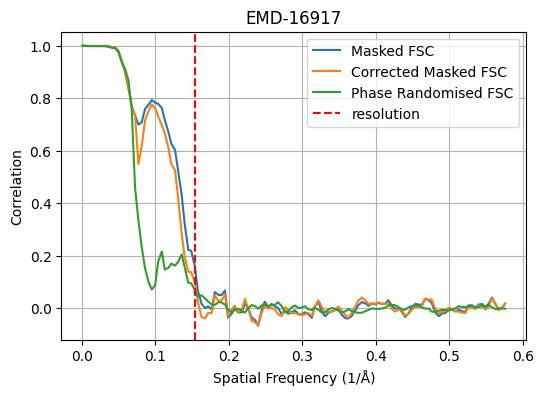 EMD-16917
Masked FSC
Corrected Masked FSC
Phase Randomised FSC
resolution
Correlation
1.0
0.8
0.6
0.4
0.2
0.0
0.0 0.1 0.2 0.3 0.4 0.5 0.6
Spatial Frequency (1/Å)